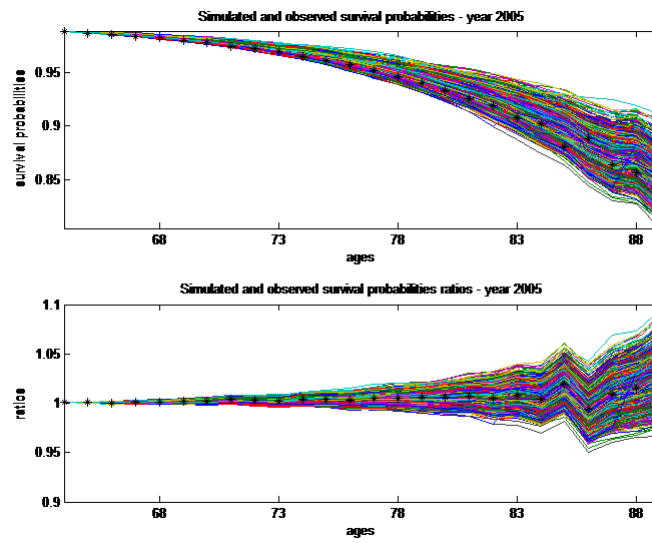 Simulated and observed survival probabilities - year 2005
0.95
0.9
0.85
survival probabilities
68 73 78 83 88
ages
Simulated and observed survival probabilities ratios - year 2005
1.1
1.05
1
0.95
0.9
ratios
68 73 78 83 88
ages